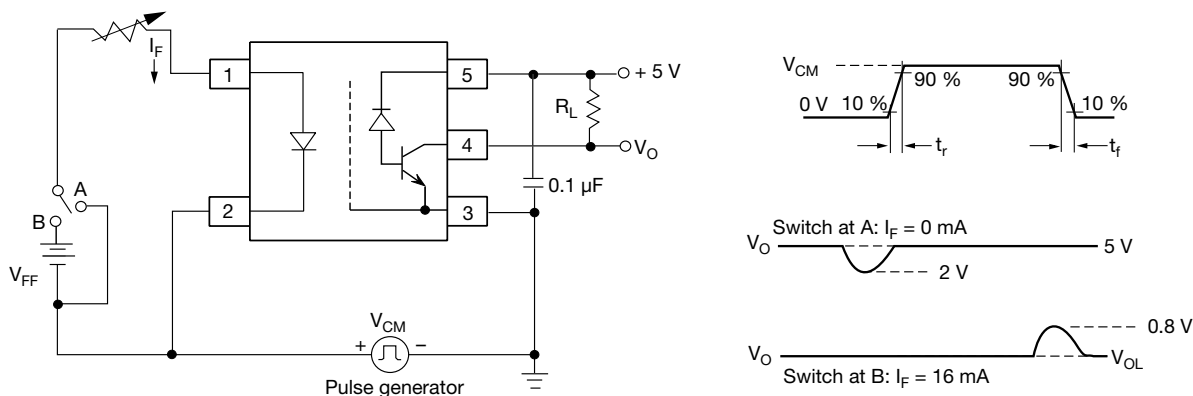 I_F
1
5
+ 5 V
R_L
4
V_O
2
3
0.1 µF
A
B
V_FF
V_CM
+
−
Pulse generator
V_CM
90 %
90 %
0 V
10 %
10 %
t_r
t_f
Switch at A: I_F = 0 mA
V_O
5 V
2 V
0.8 V
V_O
V_OL
Switch at B: I_F = 16 mA